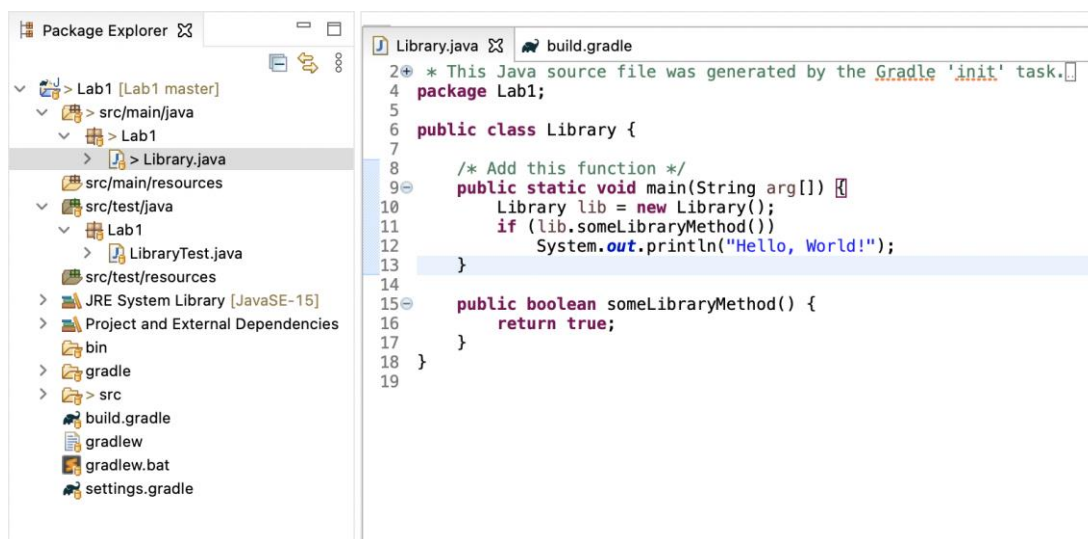 Package Explorer
> Lab1 [Lab1 master]
> src/main/java
> Lab1
> Library.java
src/main/resources
src/test/java
Lab1
LibraryTest.java
src/test/resources
JRE System Library [JavaSE-15]
Project and External Dependencies
bin
gradle
> src
build.gradle
gradlew
gradlew.bat
settings.gradle
Library.java build.gradle
2 * This Java source file was generated by the Gradle 'init' task.
4 package Lab1;
5
6 public class Library {
7
8 /* Add this function */
9 public static void main(String arg[]) {
10 Library lib = new Library();
11 if (lib.someLibraryMethod())
12 System.out.println("Hello, World!");
13 }
14
15 public boolean someLibraryMethod() {
16 return true;
17 }
18 }
19